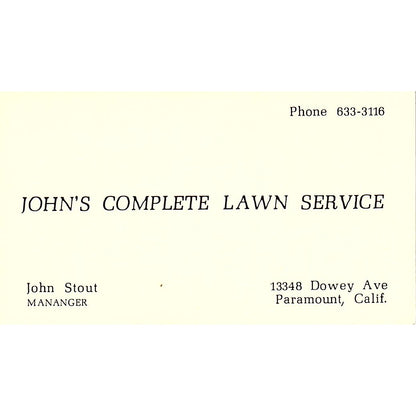 Phone 633-3116
JOHN'S COMPLETE LAWN SERVICE
John Stout
MANANGER
13348 Dowey Ave
Paramount, Calif.